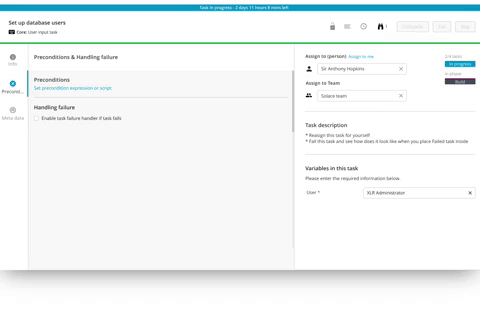 Task in progress - 2 days 11 hours 8 mins left
Set up database users
Core: User input task
1
Complete
Fail
Skip
Info
Precondi...
Meta data
Preconditions & Handling failure
Preconditions
Set precondition expression or script
Handling failure
Enable task failure handler if task fails
Assign to (person) Assign to me
Sir Anthony Hopkins
Assign to Team
Solace team
In progress
In phase
Build
Task description
* Reassign this task for yourself
* Fail this task and see how does it look like when you place Failed task inside
Variables in this task
Please enter the required information below.
User *
XLR Administrator